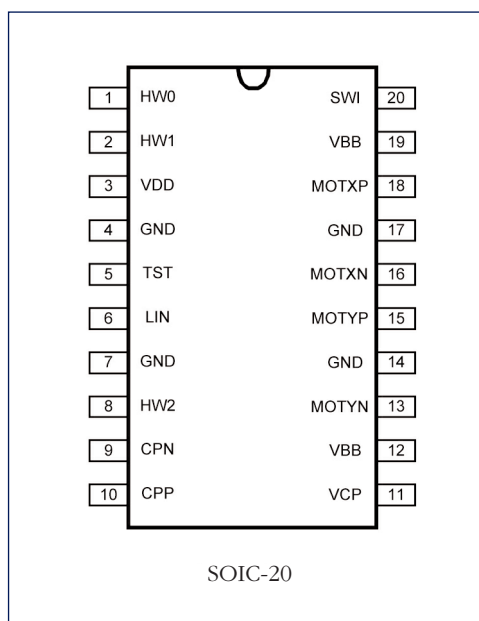 1 HW0 SWI 20
2 HW1 VBB 19
3 VDD MOTXP 18
4 GND GND 17
5 TST MOTXN 16
6 LIN MOTYP 15
7 GND GND 14
8 HW2 MOTYN 13
9 CPN VBB 12
10 CPP VCP 11
SOIC-20